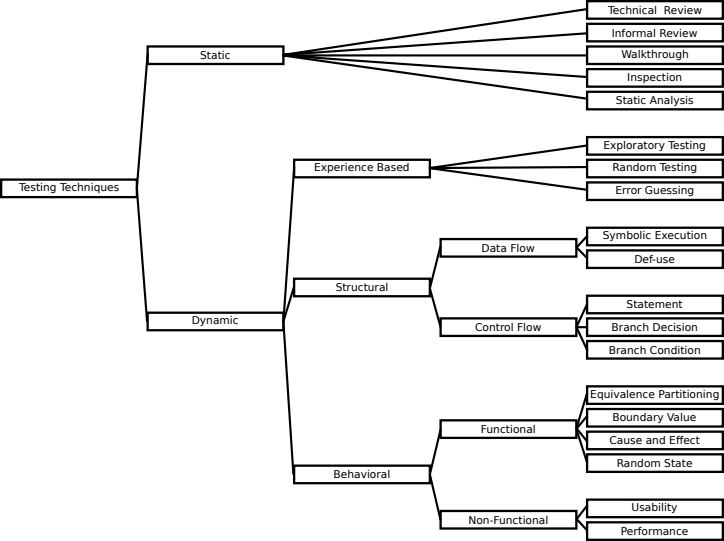 Technical  Review
Informal Review
Static
Walkthrough
Inspection
Static Analysis
Exploratory Testing
Experience Based
Random Testing
Testing Techniques
Error Guessing
Symbolic Execution
Data Flow
Def-use
Structural
Statement
Dynamic
Control Flow
Branch Decision
Branch Condition
Equivalence Partitioning
Boundary Value
Functional
Cause and Effect
Random State
Behavioral
Usability
Non-Functional
Performance